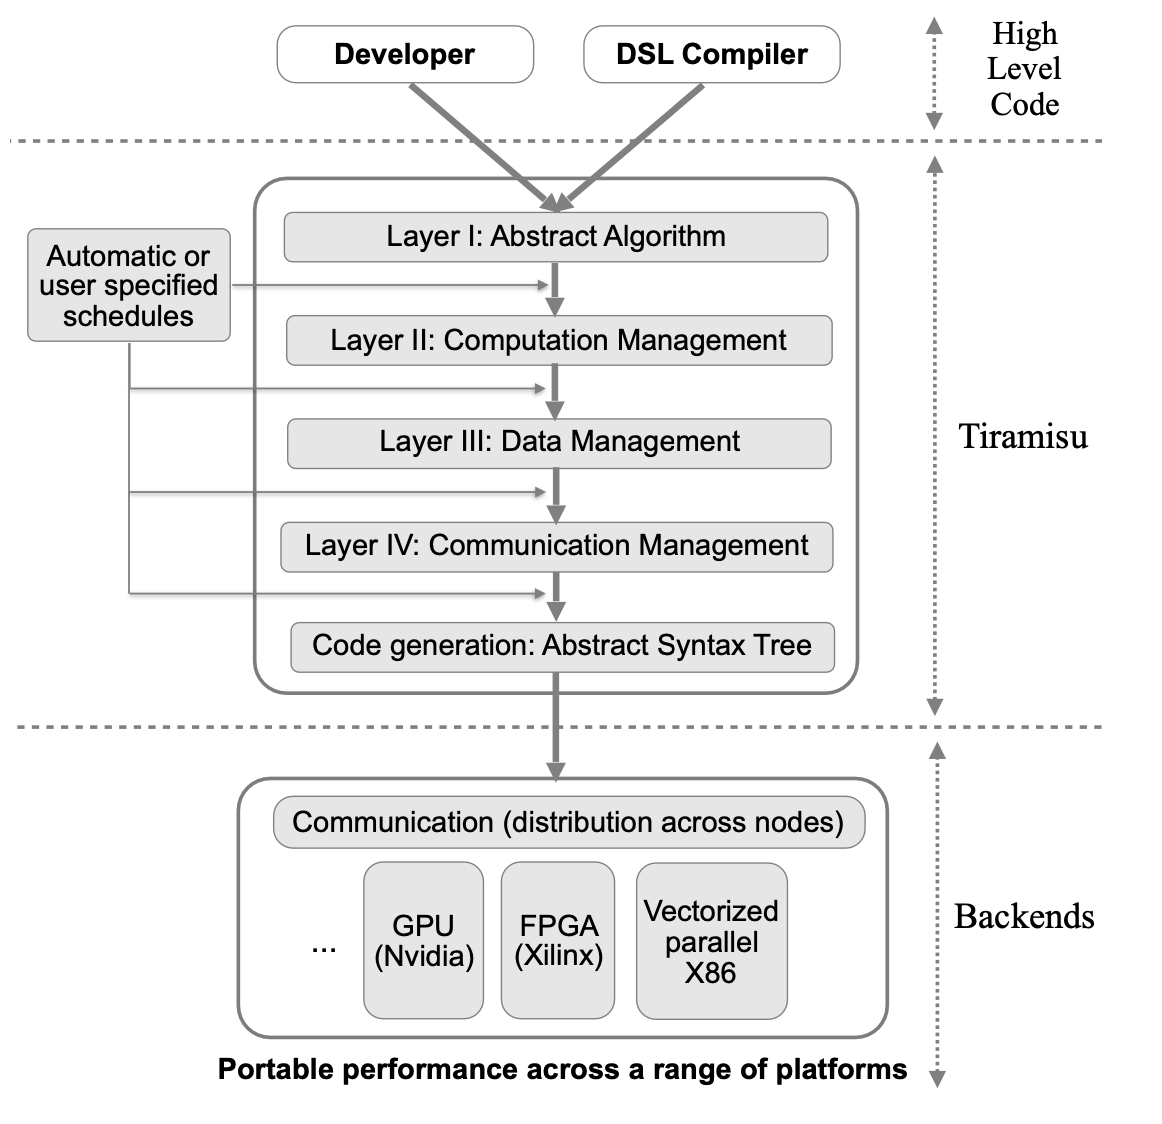 Developer
DSL Compiler
High
Level
Code
Layer I: Abstract Algorithm
Automatic or
user specified
schedules
Layer II: Computation Management
Layer III: Data Management
Tiramisu
Layer IV: Communication Management
Code generation: Abstract Syntax Tree
Communication (distribution across nodes)
...
GPU
(Nvidia)
FPGA
(Xilinx)
Vectorized
parallel
X86
Backends
Portable performance across a range of platforms